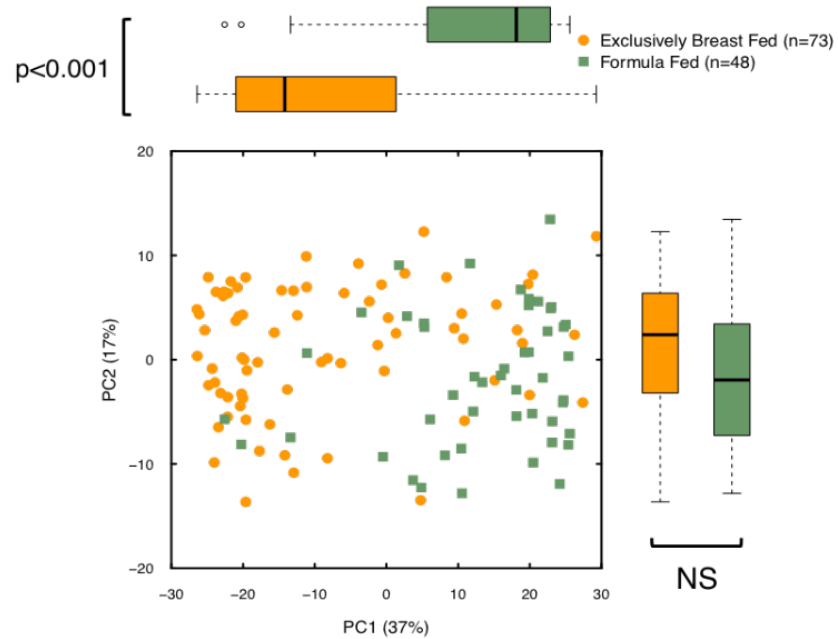 p<0.001
Exclusively Breast Fed (n=73)
Formula Fed (n=48)
20
10
0
−10
−20
PC2 (17%)
−30 −20 −10 0 10 20 30
PC1 (37%)
NS